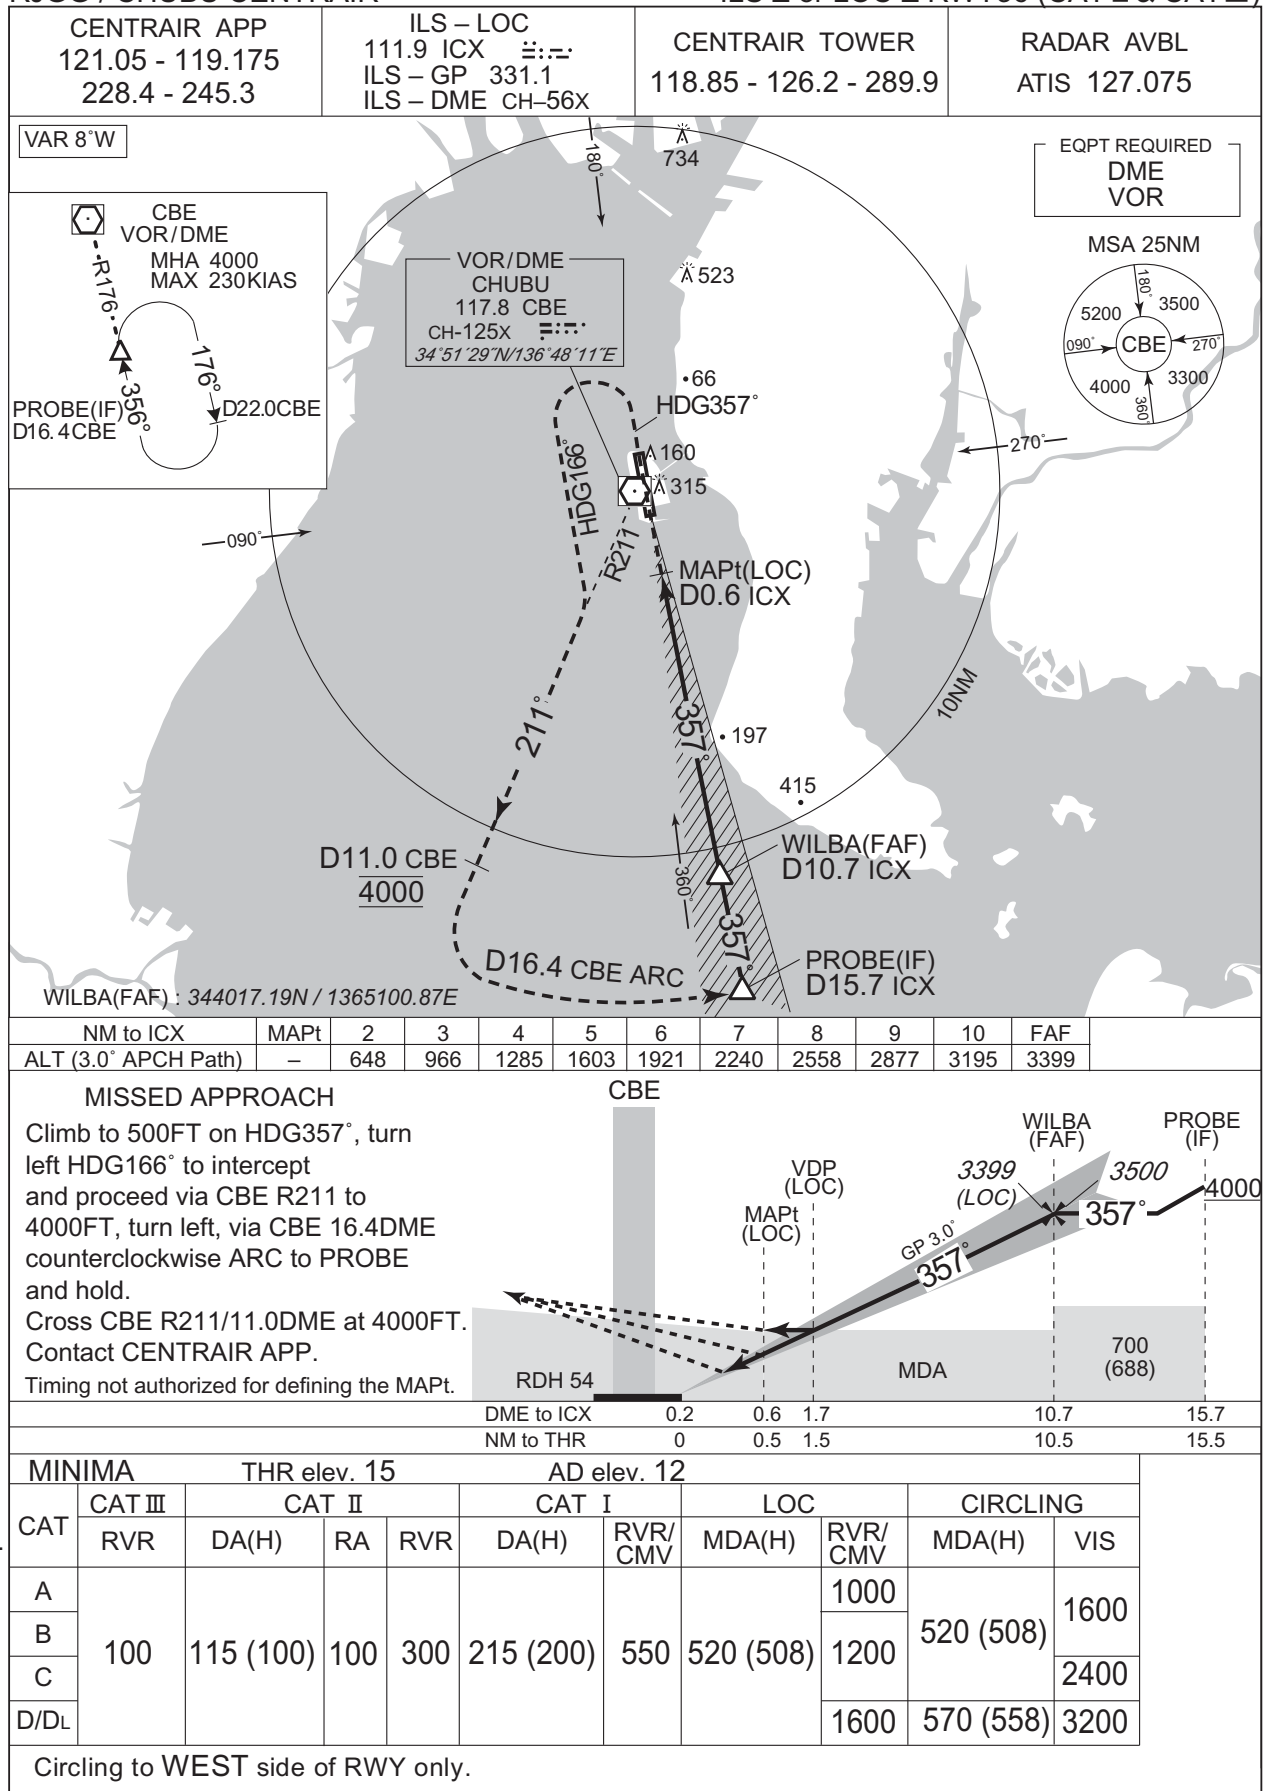 RJGG / CHUBU CENTRAIR
CENTRAIR APP
121.05 - 119.175
228.4 - 245.3
ILS – LOC
111.9 ICX
ILS – GP 331.1
ILS – DME CH–56X
CENTRAIR TOWER
118.85 - 126.2 - 289.9
RADAR AVBL
ATIS 127.075
VAR 8˚W
180˚
734
EQPT REQUIRED
DME
VOR
CBE
VOR/DME
MHA 4000
MAX 230KIAS
R176
176˚
356˚
D22.0CBE
PROBE(IF)
D16.4CBE
VOR/DME
CHUBU
117.8 CBE
CH-125X
34˚51´29˝N/136˚48´11˝E
523
MSA 25NM
180˚
5200
3500
090˚
CBE
270˚
4000
3300
360˚
66
HDG357˚
160
315
HDG166˚
R211
270˚
090˚
MAPt(LOC)
D0.6 ICX
10NM
211˚
357˚
197
415
D11.0 CBE
4000
360˚
WILBA(FAF)
D10.7 ICX
357˚
D16.4 CBE ARC
PROBE(IF)
D15.7 ICX
WILBA(FAF) : 344017.19N / 1365100.87E
NM to ICX MAPt 2 3 4 5 6 7 8 9 10 FAF
ALT (3.0˚ APCH Path) – 648 966 1285 1603 1921 2240 2558 2877 3195 3399
MISSED APPROACH
Climb to 500FT on HDG357˚, turn
left HDG166˚ to intercept
and proceed via CBE R211 to
4000FT, turn left, via CBE 16.4DME
counterclockwise ARC to PROBE
and hold.
Cross CBE R211/11.0DME at 4000FT.
Contact CENTRAIR APP.
Timing not authorized for defining the MAPt.
CBE
WILBA
(FAF)
PROBE
(IF)
VDP
(LOC)
3399
(LOC)
3500
4000
MAPt
(LOC)
357˚
GP 3.0˚
357˚
700
(688)
MDA
RDH 54
DME to ICX 0.2 0.6 1.7 10.7 15.7
NM to THR 0 0.5 1.5 10.5 15.5
MINIMA THR elev. 15 AD elev. 12
CAT CAT Ⅲ CAT Ⅱ CAT Ⅰ LOC CIRCLING
RVR DA(H) RA RVR DA(H) RVR/CMV MDA(H) RVR/CMV MDA(H) VIS
A 1000
B 100 115 (100) 100 300 215 (200) 550 520 (508) 1200 520 (508) 1600
C 2400
D/DL 1600 570 (558) 3200
Circling to WEST side of RWY only.